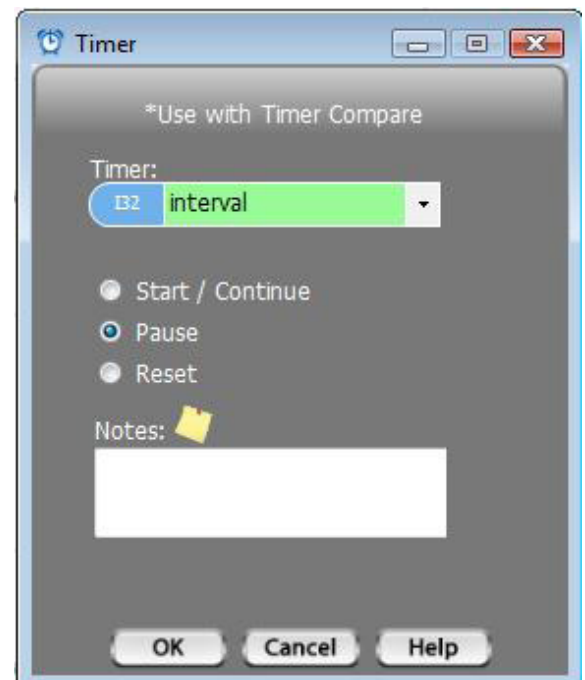 Timer
*Use with Timer Compare
Timer:
I32 interval
Start / Continue
Pause
Reset
Notes:
OK Cancel Help